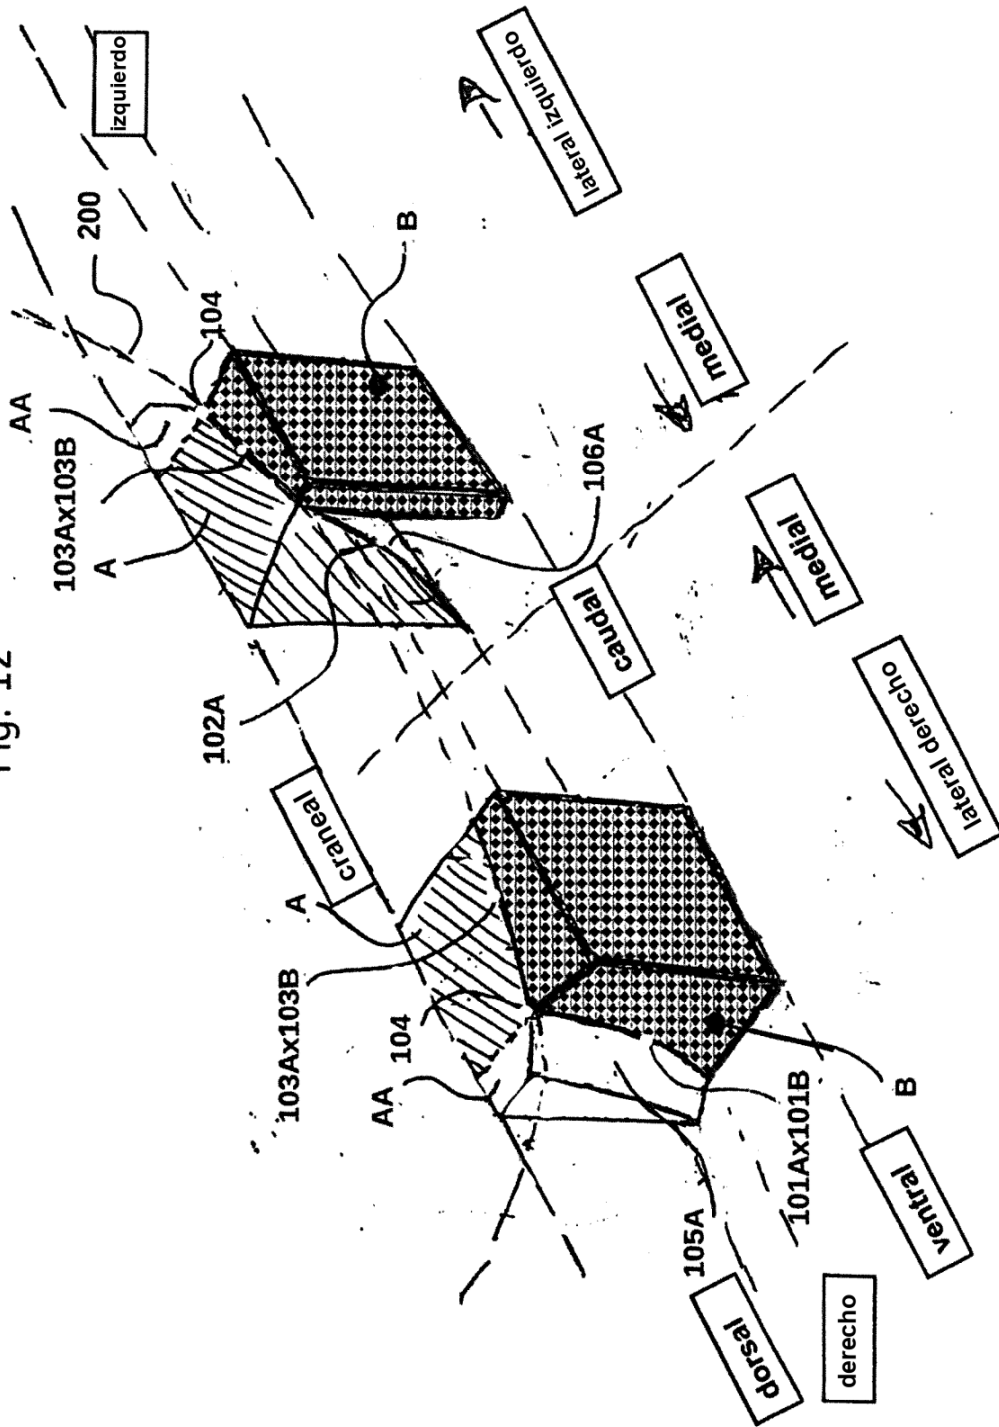 Fig. 12
izquierdo
lateral izquierdo
200
AA
104
103Ax103B
A
B
medial
106A
102A
caudal
medial
craneal
lateral derecho
A
103Ax103B
104
AA
B
101Ax101B
105A
ventral
dorsal
derecho